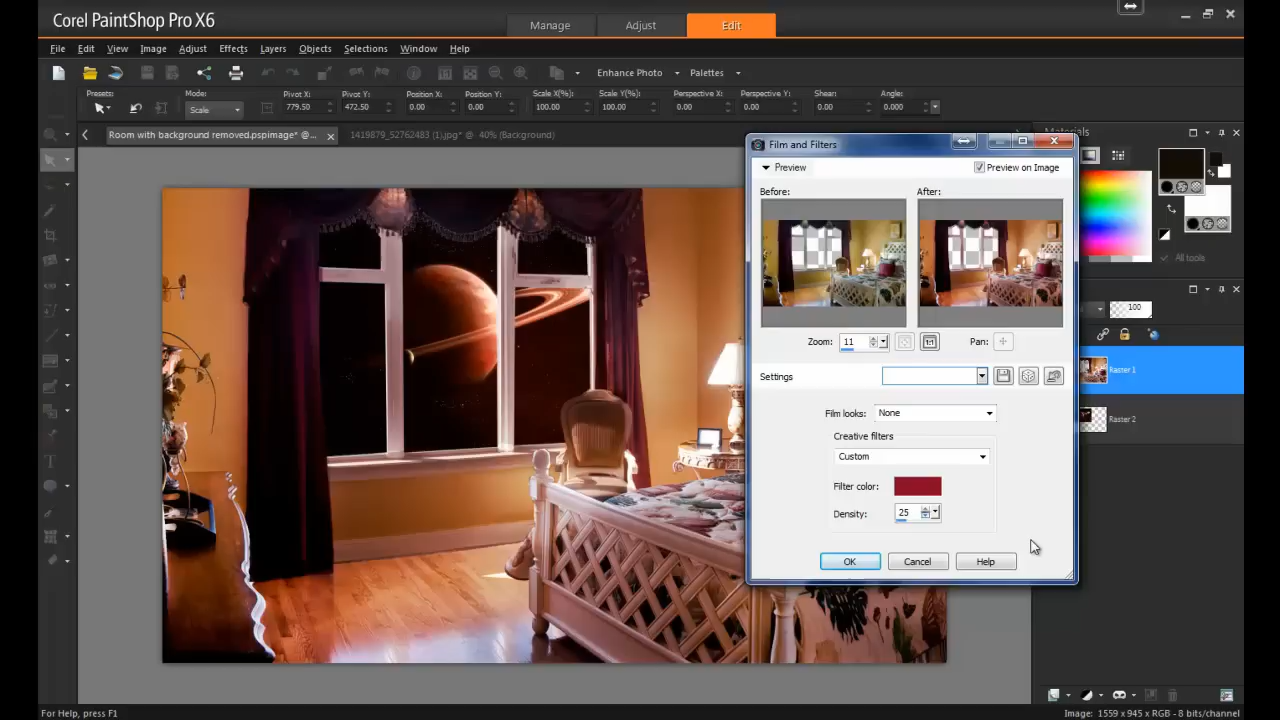 Corel PaintShop Pro X6
Manage Adjust Edit
File Edit View Image Adjust Effects Layers Objects Selections Window Help
Enhance Photo Palettes
Presets: Mode: Pivot X: Pivot Y: Position X: Position Y: Scale X(%): Scale Y(%): Perspective X: Perspective Y: Shear: Angle:
Scale 779.50 472.50 0.00 0.00 100.00 100.00 0.00 0.00 0.00 0.000
Room with background removed.pspimage* @... 1419879_52762483 (1).jpg* @ 40% (Background)
Materials
Film and Filters
Preview Preview on Image
Before: After:
All tools
100
Zoom: 11 Pan:
Settings
Raster 1
Film looks: None
Raster 2
Creative filters
Custom
Filter color:
Density: 25
OK Cancel Help
For Help, press F1 Image: 1559 x 945 x RGB - 8 bits/channel